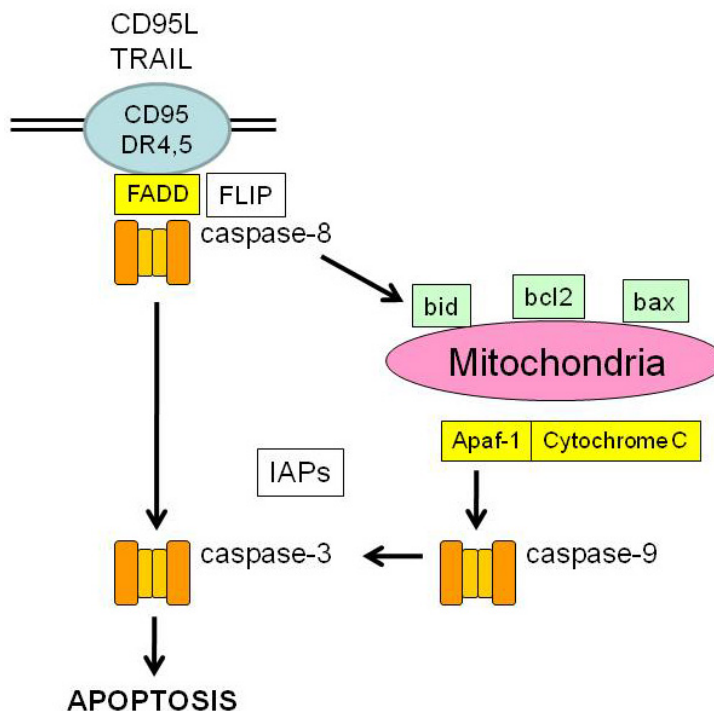 CD95L
TRAIL
CD95
DR4,5
FADD
FLIP
caspase-8
bid
bcl2
bax
Mitochondria
Apaf-1
Cytochrome C
IAPs
caspase-3
caspase-9
APOPTOSIS